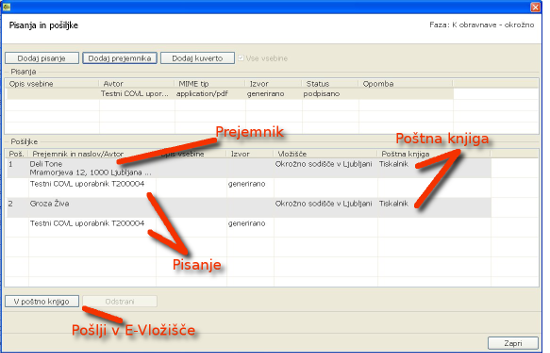 Pisanja in pošiljke
Faza: K obravnave - okrožno
Dodaj pisanje Dodaj prejemnika Dodaj kuverto Vse vsebine
Pisanja
Opis vsebine Avtor MIME tip Izvor Status Opomba
Testni COVL upor... application/pdf generirano podpisano
Prejemnik
Poštna knjiga
Pošiljke
Poš. Prejemnik in naslov/Avtor Opis vsebine Izvor Vložišče Poštna knjiga
1 Deli Tone Okrožno sodišče v Ljubljani Tiskalnik
Mramorjeva 12, 1000 Ljubljana ...
Testni COVL uporabnik T200004 generirano
2 Groza Živa Okrožno sodišče v Ljubljani Tiskalnik
Testni COVL uporabnik T200004 generirano
Pisanje
V poštno knjigo Odstrani
Pošlji v E-Vložišče
Zapri